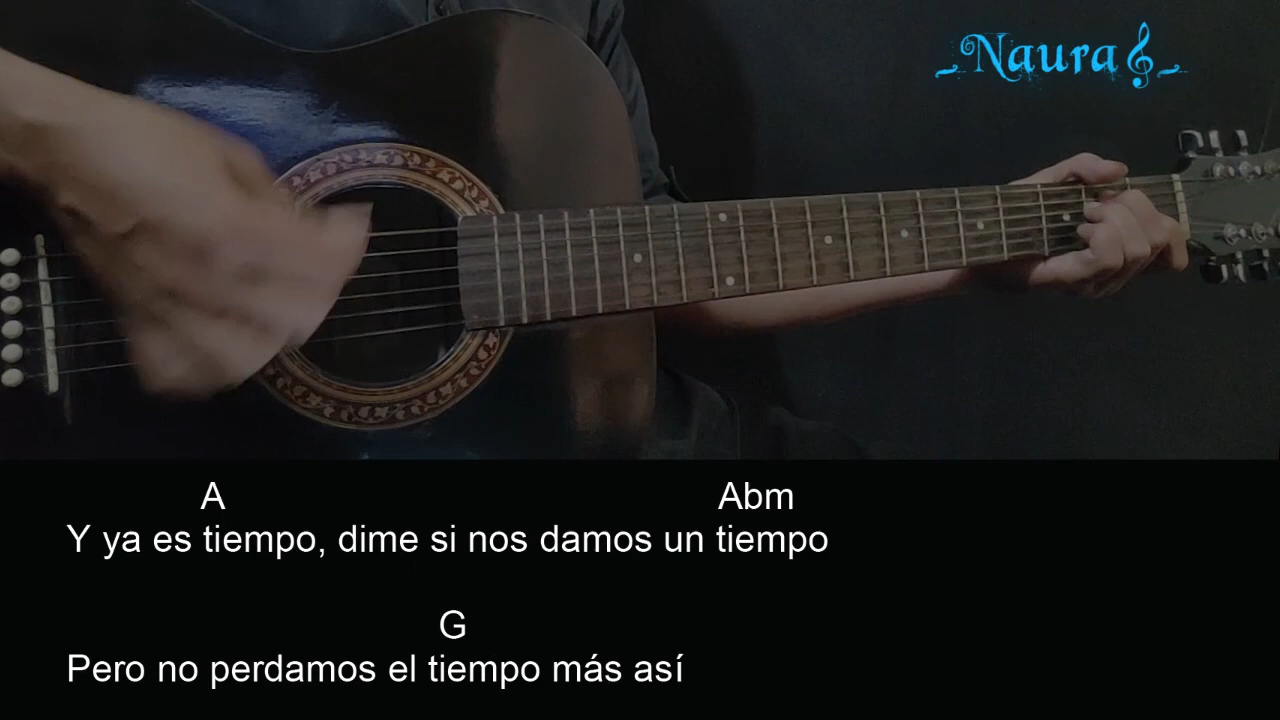 Naura
A Abm
Y ya es tiempo, dime si nos damos un tiempo
G
Pero no perdamos el tiempo más así